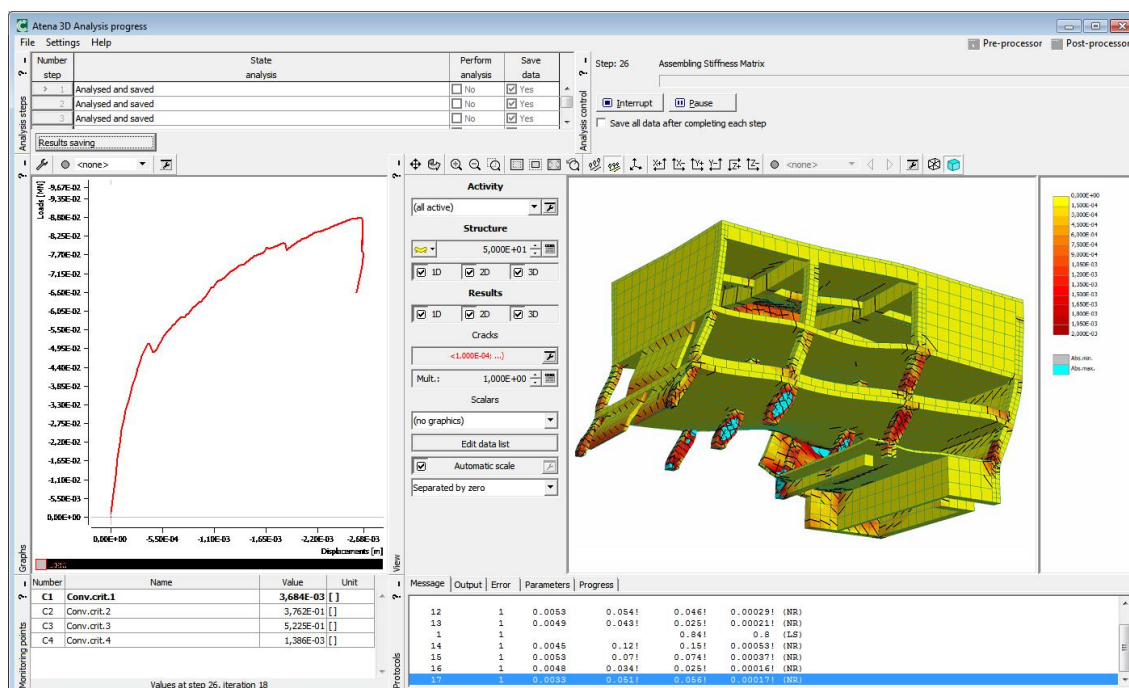 Atena 3D Analysis progress
File Settings Help
Pre-processor Post-processor
Analysis steps
Number step State analysis Perform analysis Save data
> 1 Analysed and saved No Yes
2 Analysed and saved No Yes
3 Analysed and saved No Yes
Results saving
Analysis control
Step: 26 Assembling Stiffness Matrix
Interrupt Pause
Save all data after completing each step
Graphs
<none>
Loads [MN]
-9,67E-02
-9,35E-02
-8,80E-02
-8,25E-02
-7,70E-02
-7,15E-02
-6,60E-02
-6,05E-02
-5,50E-02
-4,95E-02
-4,40E-02
-3,85E-02
-3,30E-02
-2,75E-02
-2,20E-02
-1,65E-02
-1,10E-02
-5,50E-03
0,00E+00
0,00E+00 -5,50E-04 -1,10E-03 -1,65E-03 -2,20E-03 -2,68E-03
Displacements [m]
View
X+ X- Y+ Y- Z+ Z- <none>
Activity
(all active)
Structure
5,000E+01
1D 2D 3D
Results
1D 2D 3D
Cracks
<1.000E-04; ...)
Mult.: 1,000E+00
Scalars
(no graphics)
Edit data list
Automatic scale
Separated by zero
0,000E+00
1,500E-04
3,000E-04
4,500E-04
6,000E-04
7,500E-04
9,000E-04
1,050E-03
1,200E-03
1,350E-03
1,500E-03
1,650E-03
1,800E-03
1,950E-03
2,000E-03
Abs.min.
Abs.max.
Monitoring points
Number Name Value Unit
C1 Conv.crit.1 3,684E-03 [ ]
C2 Conv.crit.2 3,762E-01 [ ]
C3 Conv.crit.3 5,225E-01 [ ]
C4 Conv.crit.4 1,386E-03 [ ]
Values at step 26, iteration 18
Protocols
Message Output Error Parameters Progress
12 1 0.0053 0.054! 0.046! 0.00029! (NR)
13 1 0.0049 0.043! 0.025! 0.00021! (NR)
1 1 0.84! 0.8 (LS)
14 1 0.0045 0.12! 0.15! 0.00053! (NR)
15 1 0.0053 0.07! 0.074! 0.00037! (NR)
16 1 0.0048 0.034! 0.025! 0.00016! (NR)
17 1 0.0033 0.051! 0.056! 0.00017! (NR)